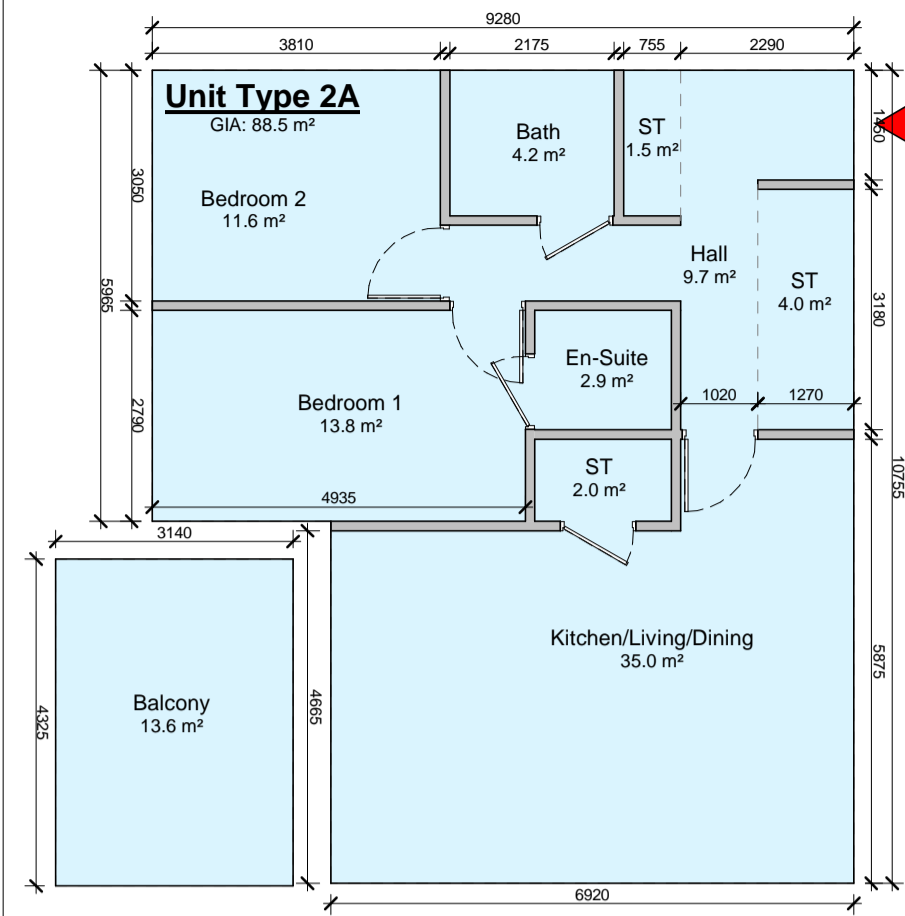 9280
3810
2175
755
2290
Unit Type 2A
GIA: 88.5 m²
Bath
4.2 m²
ST
1.5 m²
1450
3050
Bedroom 2
11.6 m²
Hall
9.7 m²
ST
4.0 m²
5965
3180
En-Suite
2.9 m²
1020
1270
Bedroom 1
13.8 m²
2790
ST
2.0 m²
10755
4935
3140
Kitchen/Living/Dining
35.0 m²
5875
Balcony
13.6 m²
4325
4665
6920